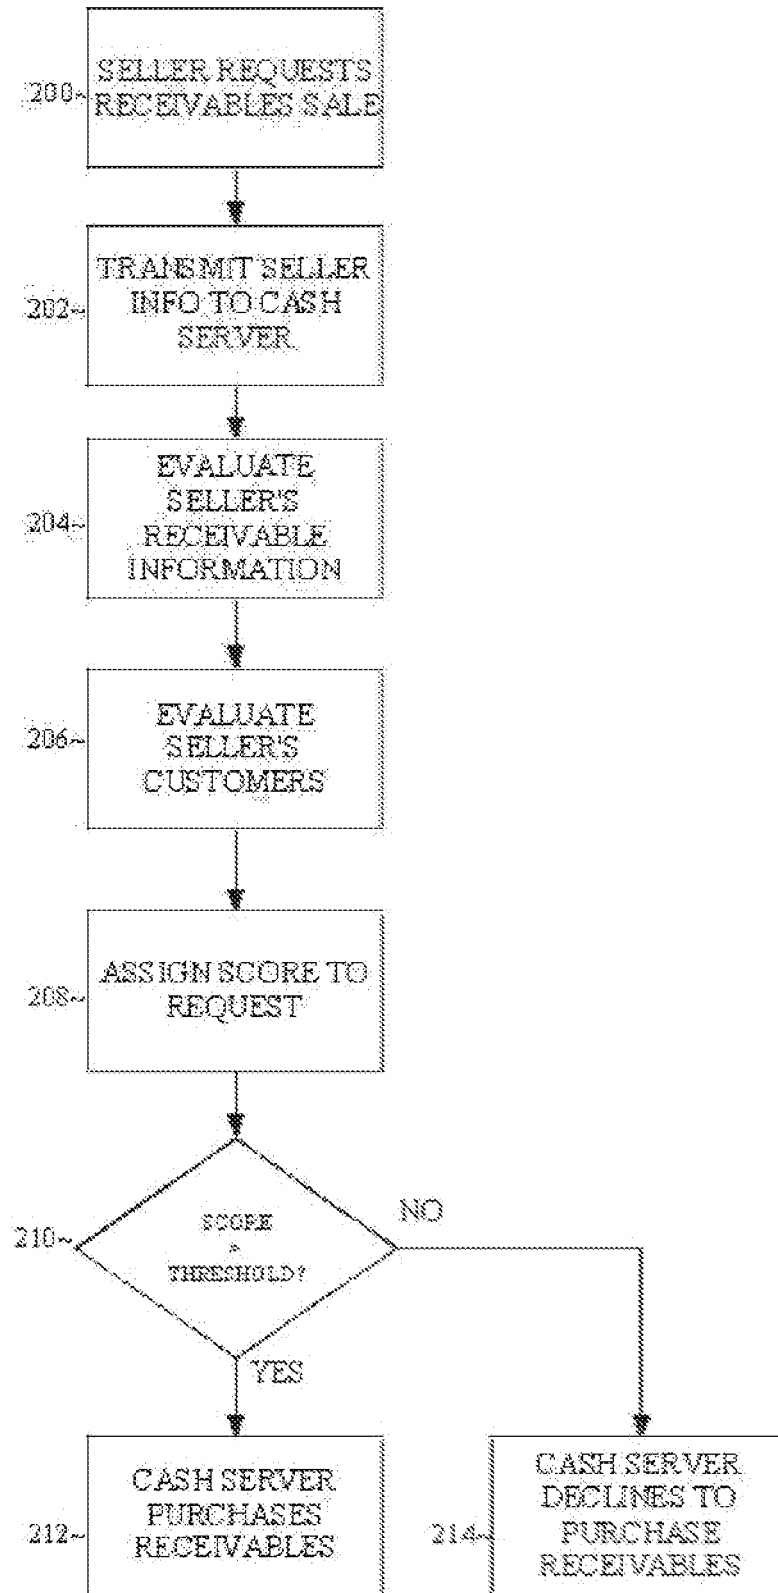 SELLER REQUESTS
200~ RECEIVABLES SALE
TRANSMIT SELLER
202~ INFO TO CASH
SERVER
EVALUATE
SELLER'S
204~ RECEIVABLE
INFORMATION
EVALUATE
206~ SELLER'S
CUSTOMERS
ASSIGN SCORE TO
208~ REQUEST
NO
210~ SCORE
>
THRESHOLD?
YES
CASH SERVER
PURCHASES
212~ RECEIVABLES
CASH SERVER
DECLINES TO
214~ PURCHASE
RECEIVABLES